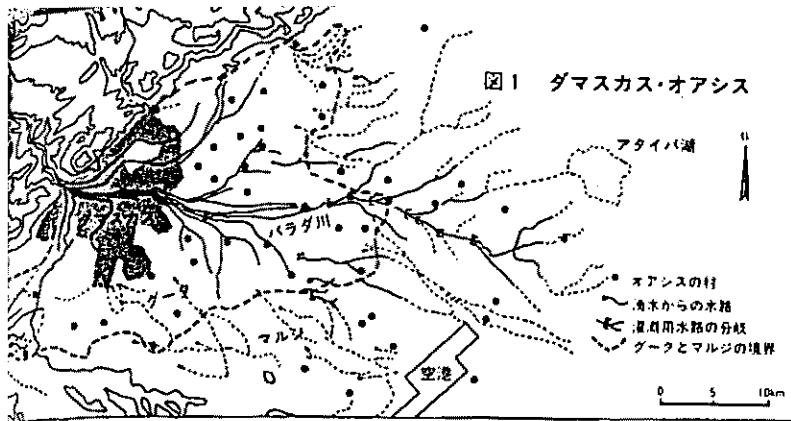 図1 ダマスカス・オアシス
アタイバ湖
バラダ川
グータ
マルジ
空港
オアシスの村
湧水からの水路
灌漑用水路の分岐
グータとマルジの境界
0 5 10km